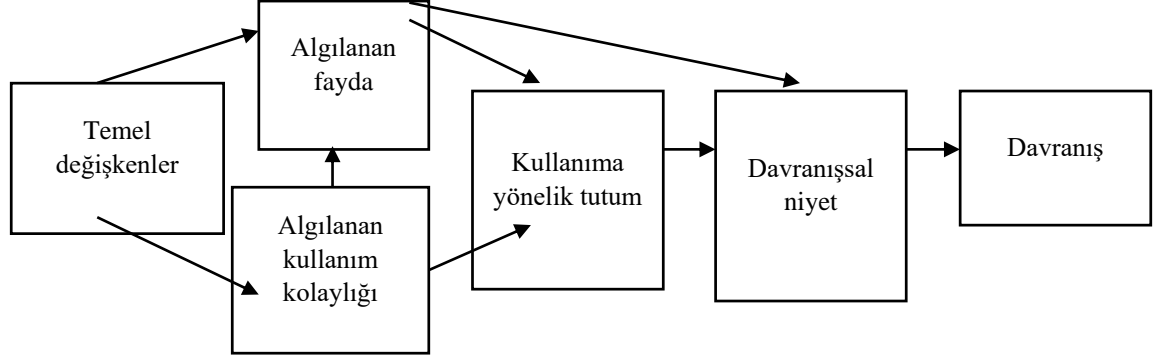 Temel
değişkenler
Algılanan
fayda
Algılanan
kullanım
kolaylığı
Kullanıma
yönelik tutum
Davranışsal
niyet
Davranış